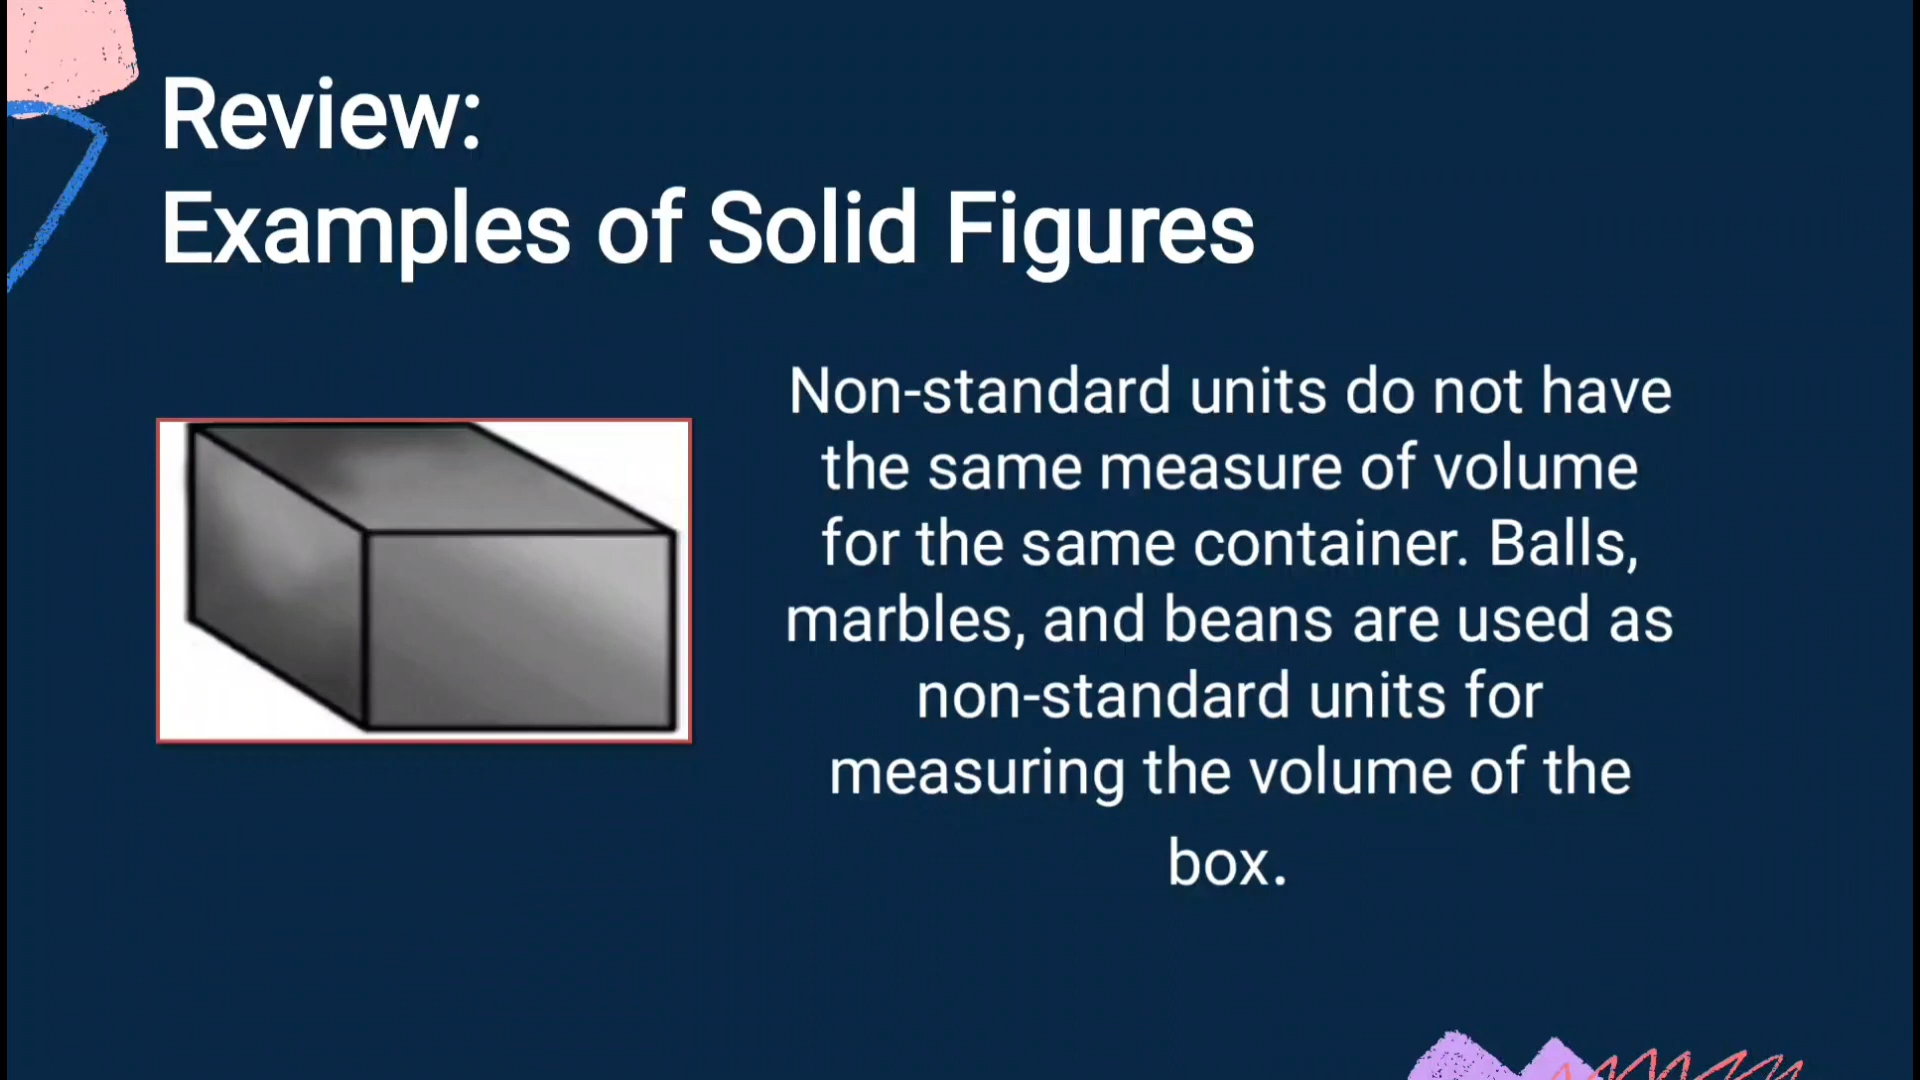 Review:
Examples of Solid Figures
Non-standard units do not have
the same measure of volume
for the same container. Balls,
marbles, and beans are used as
non-standard units for
measuring the volume of the
box.